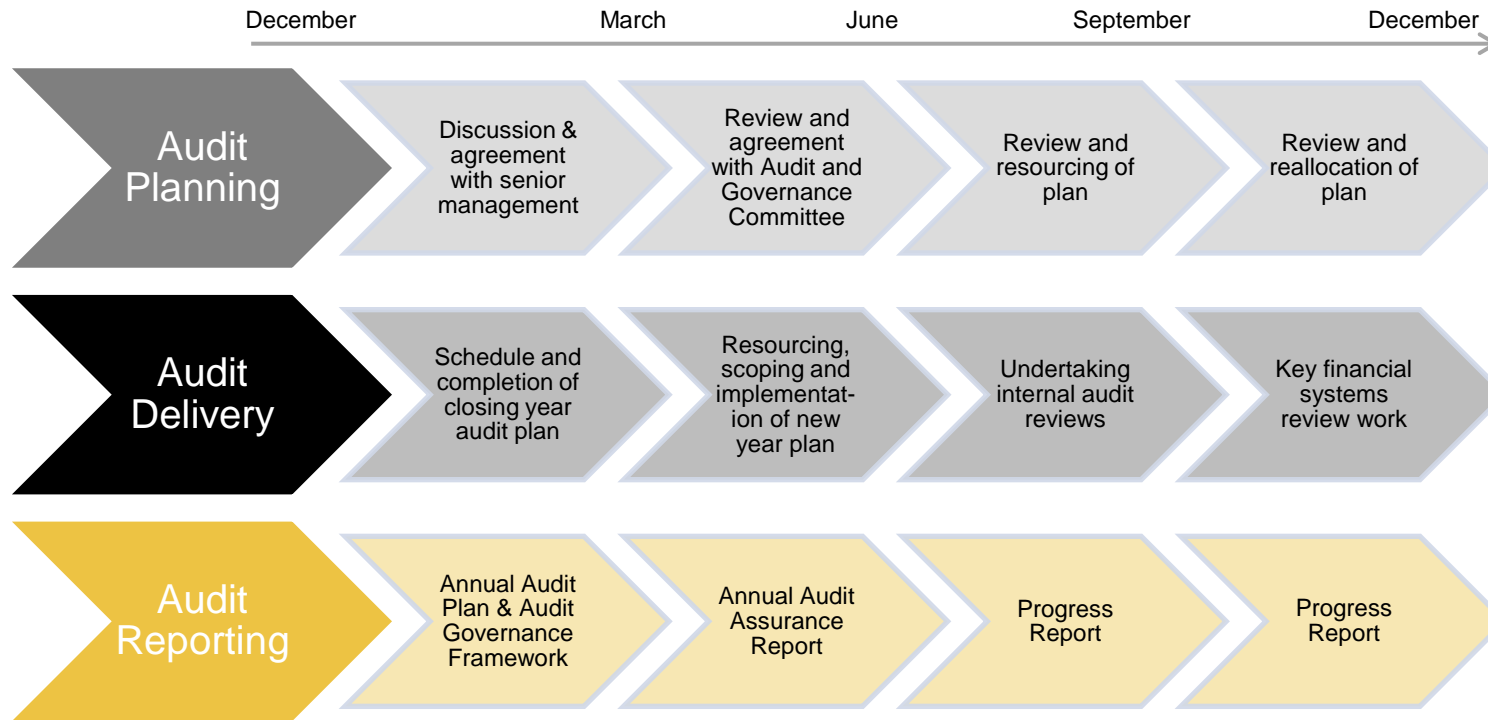 December March June September December
Audit
Planning
Discussion &
agreement
with senior
management
Review and
agreement
with Audit and
Governance
Committee
Review and
resourcing of
plan
Review and
reallocation of
plan
Audit
Delivery
Schedule and
completion of
closing year
audit plan
Resourcing,
scoping and
implementat-
ion of new
year plan
Undertaking
internal audit
reviews
Key financial
systems
review work
Audit
Reporting
Annual Audit
Plan & Audit
Governance
Framework
Annual Audit
Assurance
Report
Progress
Report
Progress
Report